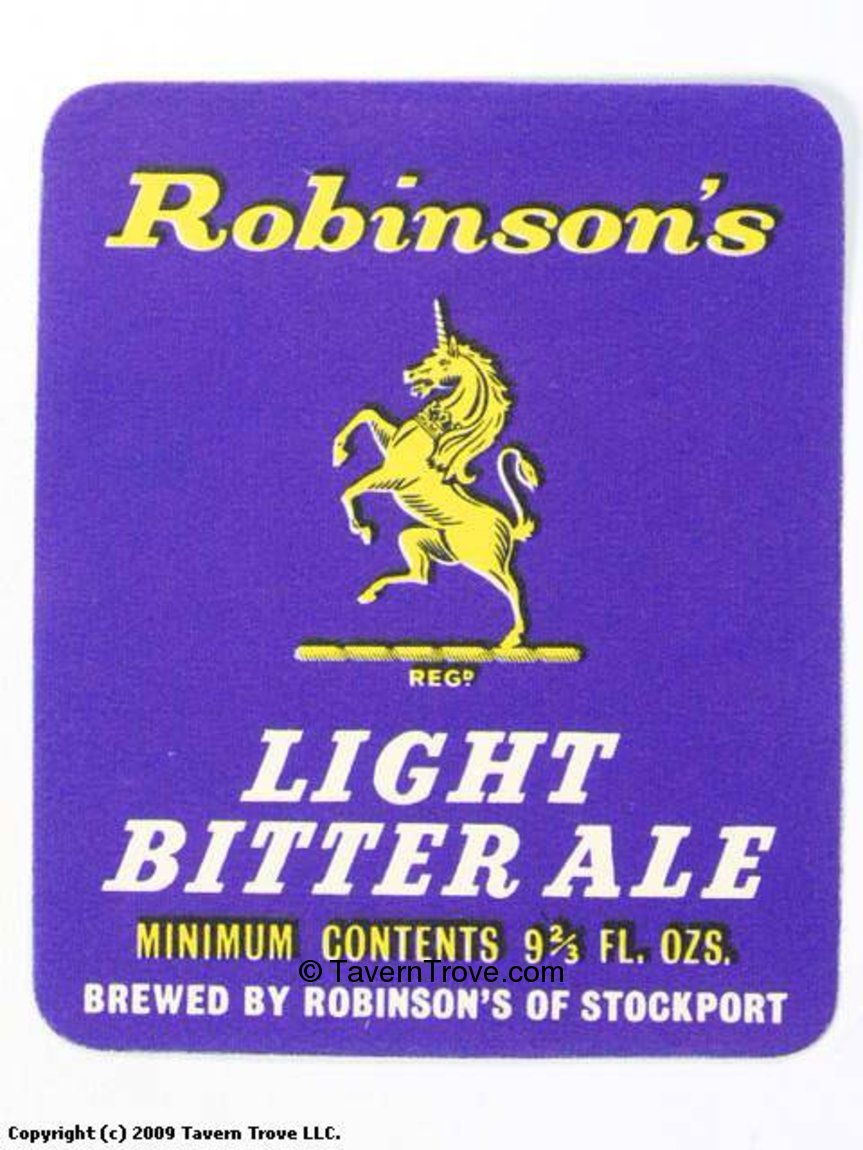 Robinson's
REGD.
LIGHT
BITTER ALE
MINIMUM CONTENTS 9⅔ FL. OZS.
© TavernTrove.com
BREWED BY ROBINSON'S OF STOCKPORT
Copyright (c) 2009 Tavern Trove LLC.